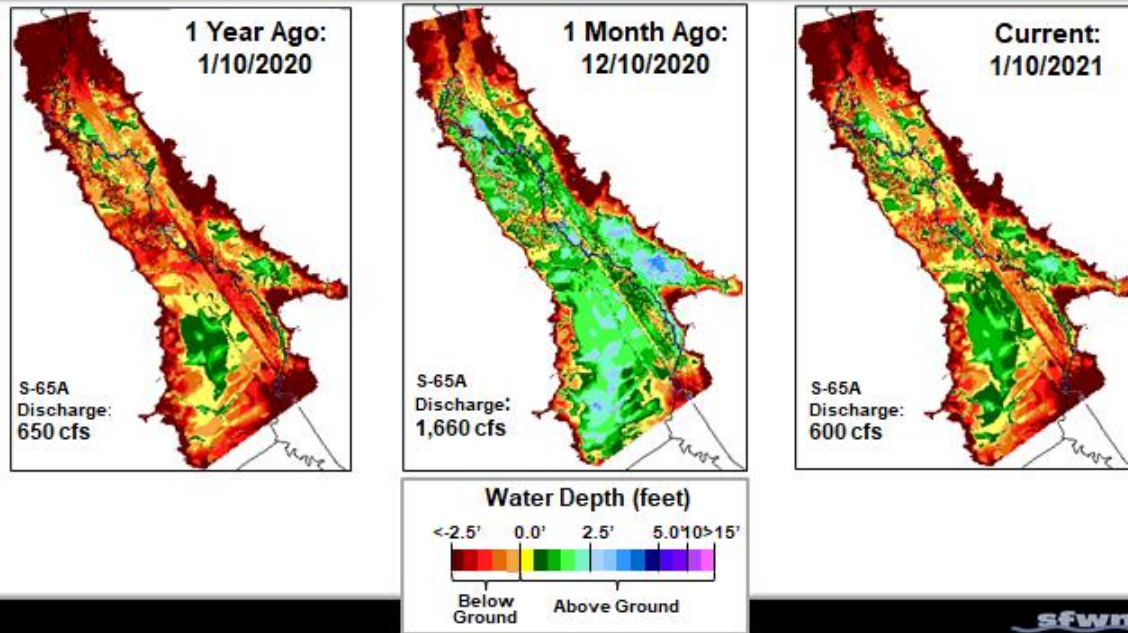 1 Year Ago:
1/10/2020
S-65A
Discharge:
650 cfs
1 Month Ago:
12/10/2020
S-65A
Discharge:
1,660 cfs
Current:
1/10/2021
S-65A
Discharge:
600 cfs
Water Depth (feet)
<-2.5' 0.0' 2.5' 5.0'10'>15'
Below
Ground
Above Ground